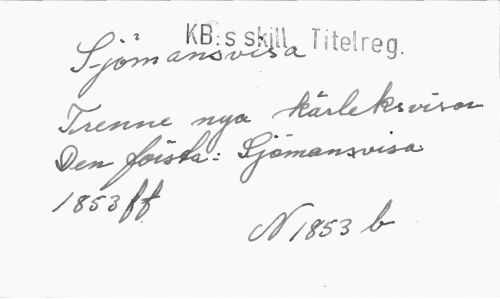 KB:s skill. Titelreg.
Sjömansvisa
Trenne nya kärleksvisor
Den första: Sjömansvisa
1853 ff
N 1853 b